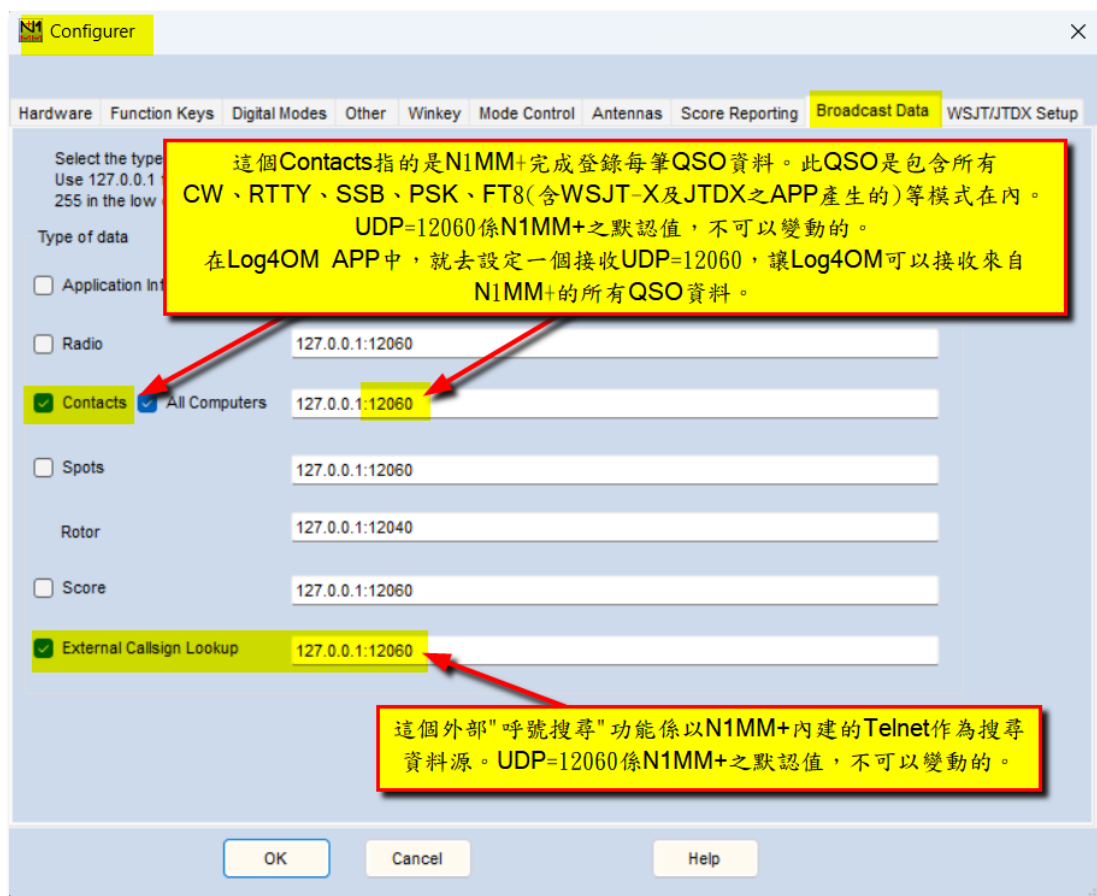 Configurer
Hardware Function Keys Digital Modes Other Winkey Mode Control Antennas Score Reporting Broadcast Data WSJT/JTDX Setup
Select the type
Use 127.0.0.1
255 in the low
Type of data
這個Contacts指的是N1MM+完成登錄每筆QSO資料。此QSO是包含所有
CW、RTTY、SSB、PSK、FT8(含WSJT-X及JTDX之APP產生的)等模式在內。
UDP=12060係N1MM+之默認值,不可以變動的。
在Log4OM APP中,就去設定一個接收UDP=12060,讓Log4OM可以接收來自
N1MM+的所有QSO資料。
Application Inf
Radio 127.0.0.1:12060
Contacts All Computers 127.0.0.1:12060
Spots 127.0.0.1:12060
Rotor 127.0.0.1:12040
Score 127.0.0.1:12060
External Callsign Lookup 127.0.0.1:12060
這個外部"呼號搜尋"功能係以N1MM+內建的Telnet作為搜尋
資料源。UDP=12060係N1MM+之默認值,不可以變動的。
OK Cancel Help